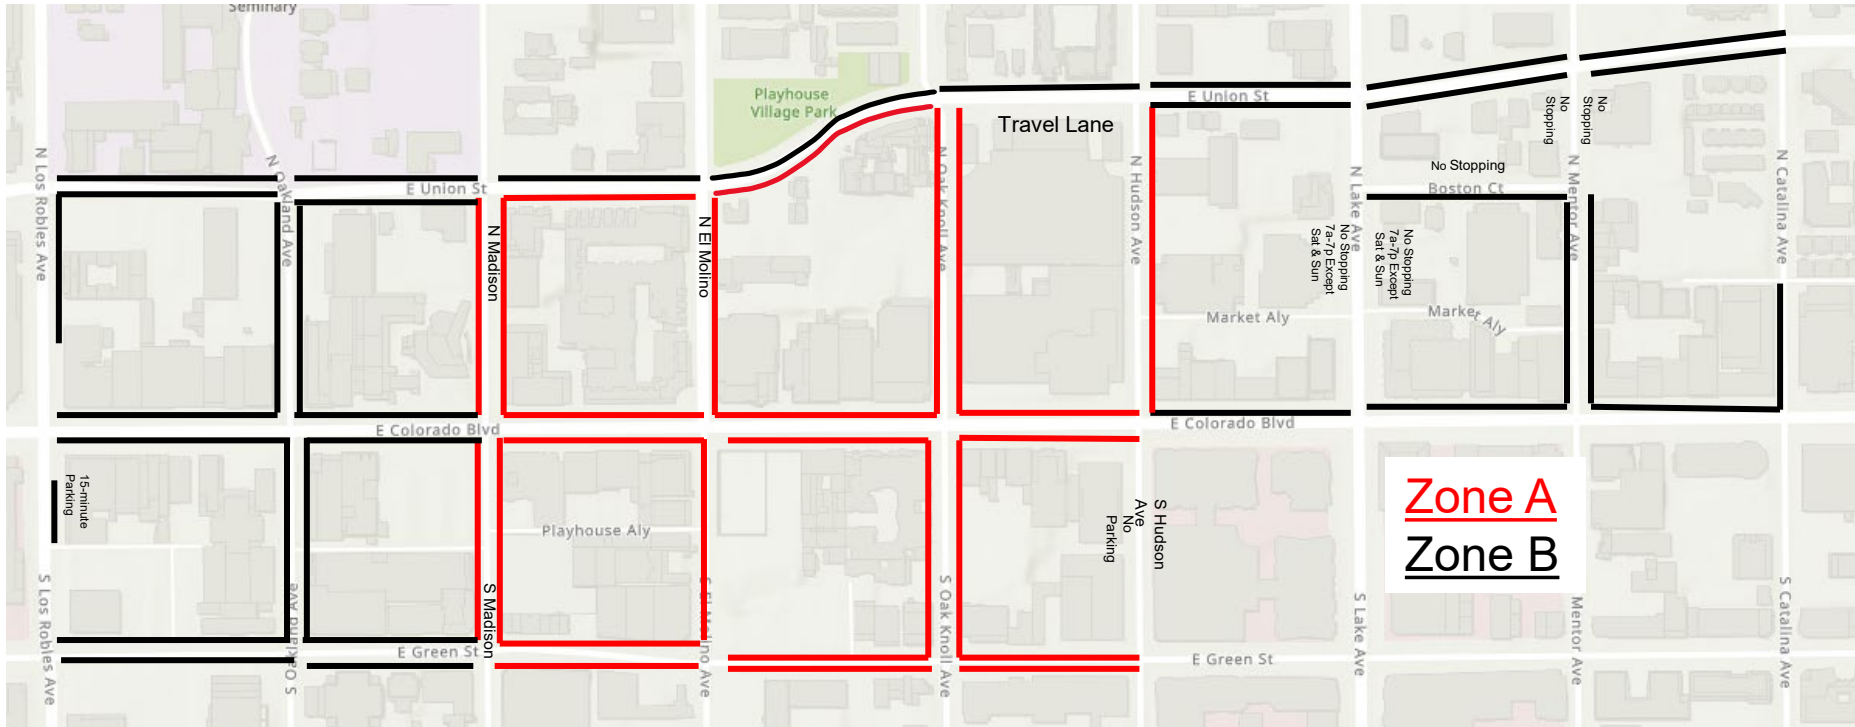 Seminary
Playhouse
Village Park
E Union St
Travel Lane
No
Stopping
No
Stopping
No Stopping
Boston Ct
E Union St
N Los Robles Ave
N Oakland Ave
N Madison
N El Molino
N Oak Knoll Ave
N Hudson Ave
N Lake Ave
N Mentor Ave
N Catalina Ave
No Stopping
7a-7p Except
Sat & Sun
No Stopping
7a-7p Except
Sat & Sun
Market Aly
Market Aly
E Colorado Blvd
E Colorado Blvd
15-minute
Parking
Playhouse Aly
S Hudson
Ave
No
Parking
Zone A
Zone B
S Los Robles Ave
S Oakland Ave
S Madison
S El Molino Ave
S Oak Knoll Ave
S Lake Ave
Mentor Ave
S Catalina Ave
E Green St
E Green St